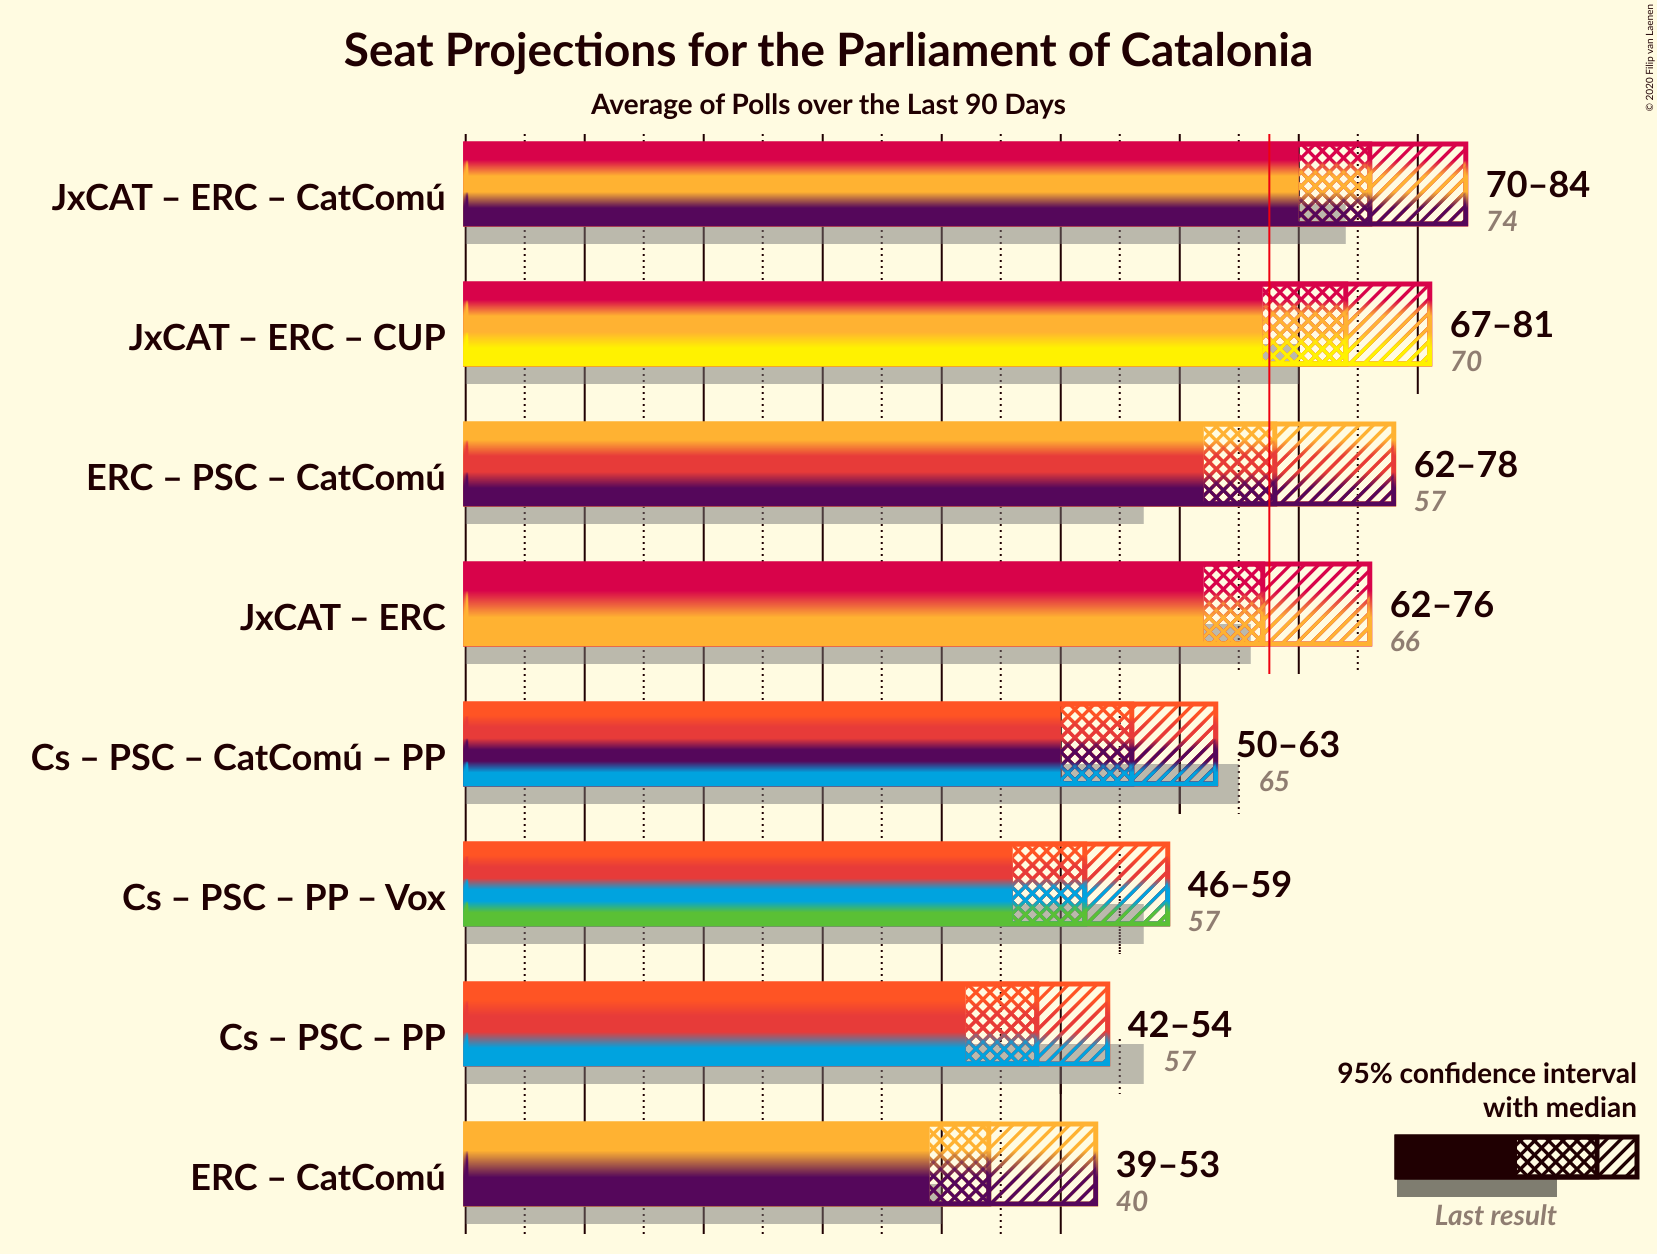 Seat Projections for the Parliament of Catalonia
Average of Polls over the Last 90 Days
© 2020 Filip van Laenen
JxCAT – ERC – CatComú
70–84
74
JxCAT – ERC – CUP
67–81
70
ERC – PSC – CatComú
62–78
57
JxCAT – ERC
62–76
66
Cs – PSC – CatComú – PP
50–63
65
Cs – PSC – PP – Vox
46–59
57
Cs – PSC – PP
42–54
57
ERC – CatComú
39–53
40
95% confidence interval
with median
Last result